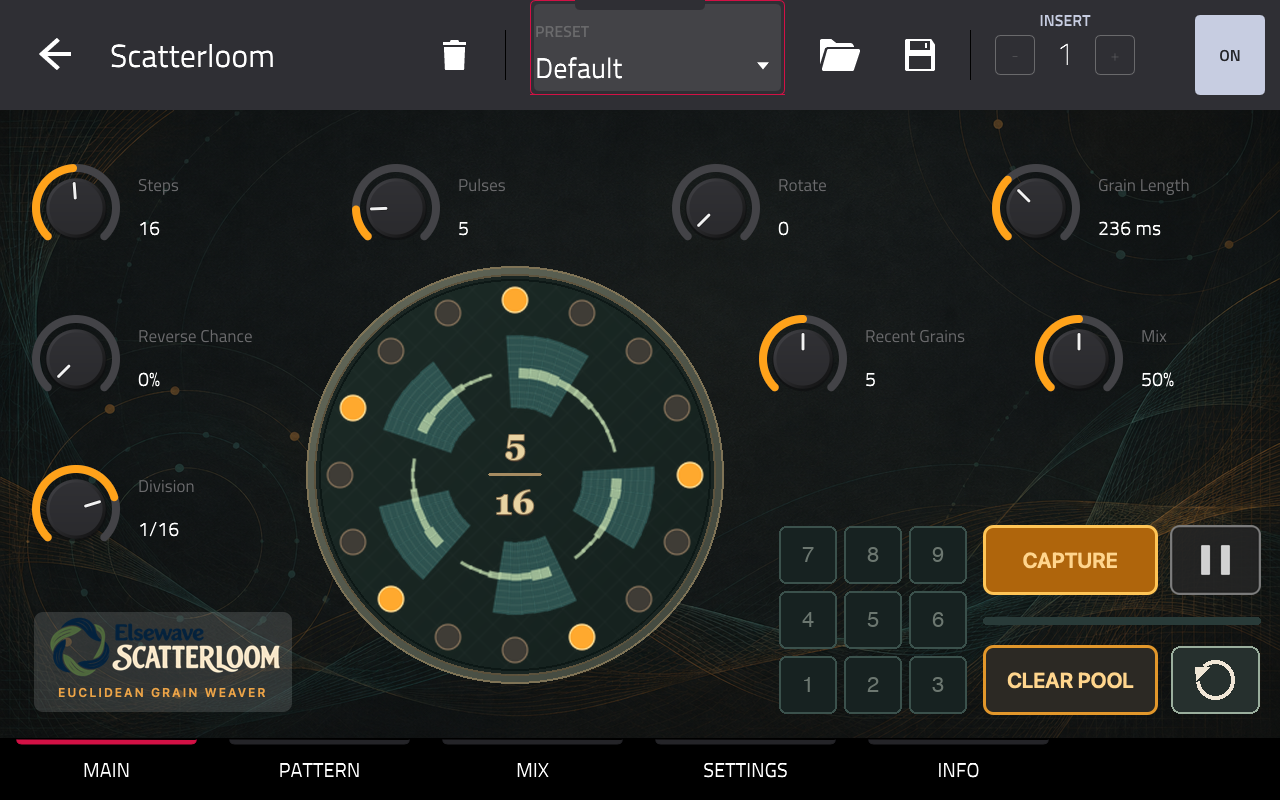 Scatterloom
PRESET
Default
INSERT
- 1 +
ON
Steps
16
Pulses
5
Rotate
0
Grain Length
236 ms
Reverse Chance
0%
Recent Grains
5
Mix
50%
Division
1/16
5
16
7 8 9
4 5 6
1 2 3
CAPTURE
CLEAR POOL
Elsewave
SCATTERLOOM
EUCLIDEAN GRAIN WEAVER
MAIN PATTERN MIX SETTINGS INFO